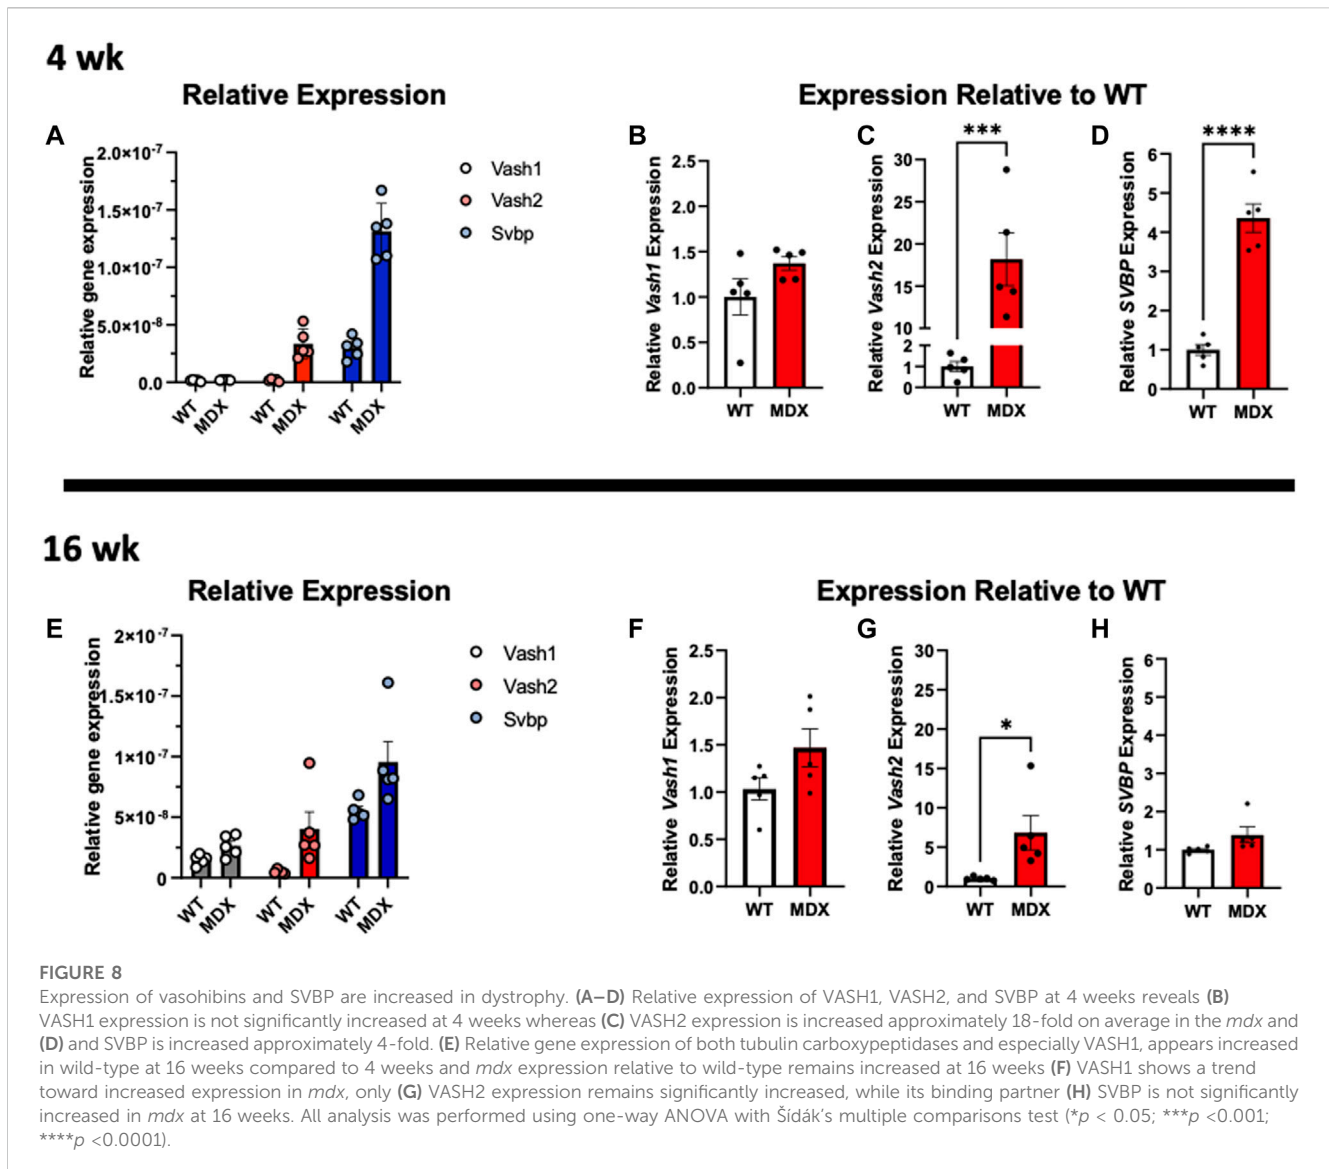 4 wk
Relative Expression
Expression Relative to WT
A
Relative gene expression
2.0×10-7
1.5×10-7
1.0×10-7
5.0×10-8
0.0
WT
MDX
WT
MDX
WT
MDX
Vash1
Vash2
Svbp
B
Relative Vash1 Expression
2.5
2.0
1.5
1.0
0.5
0.0
WT MDX
C
***
Relative Vash2 Expression
30
25
20
15
10
2
1
0
WT MDX
D
****
Relative SVBP Expression
6
5
4
3
2
1
0
WT MDX
16 wk
Relative Expression
Expression Relative to WT
E
Relative gene expression
2×10-7
1.5×10-7
1×10-7
5×10-8
0
WT
MDX
WT
MDX
WT
MDX
Vash1
Vash2
Svbp
F
Relative Vash1 Expression
2.5
2.0
1.5
1.0
0.5
0.0
WT MDX
G
*
Relative Vash2 Expression
30
25
20
15
10
5
0
WT MDX
H
Relative SVBP Expression
6
5
4
3
2
1
0
WT MDX
FIGURE 8
Expression of vasohibins and SVBP are increased in dystrophy. (A–D) Relative expression of VASH1, VASH2, and SVBP at 4 weeks reveals (B)
VASH1 expression is not significantly increased at 4 weeks whereas (C) VASH2 expression is increased approximately 18-fold on average in the mdx and
(D) and SVBP is increased approximately 4-fold. (E) Relative gene expression of both tubulin carboxypeptidases and especially VASH1, appears increased
in wild-type at 16 weeks compared to 4 weeks and mdx expression relative to wild-type remains increased at 16 weeks (F) VASH1 shows a trend
toward increased expression in mdx, only (G) VASH2 expression remains significantly increased, while its binding partner (H) SVBP is not significantly
increased in mdx at 16 weeks. All analysis was performed using one-way ANOVA with Šídák's multiple comparisons test (*p < 0.05; ***p <0.001;
****p <0.0001).